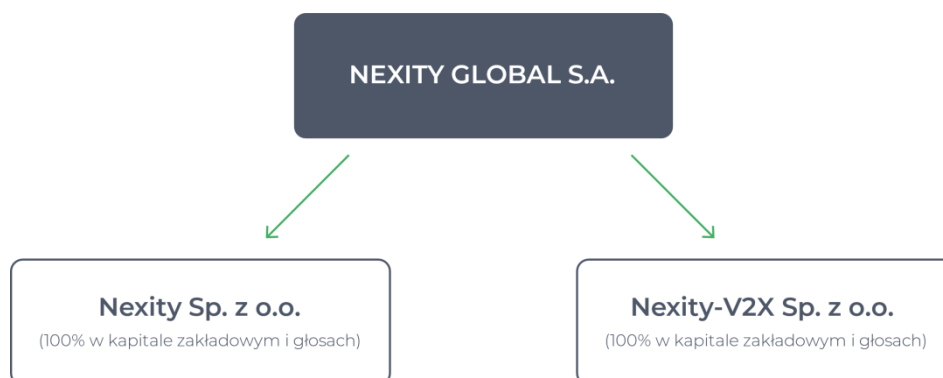 NEXITY GLOBAL S.A.
Nexity Sp. z o.o.
(100% w kapitale zakładowym i głosach)
Nexity-V2X Sp. z o.o.
(100% w kapitale zakładowym i głosach)